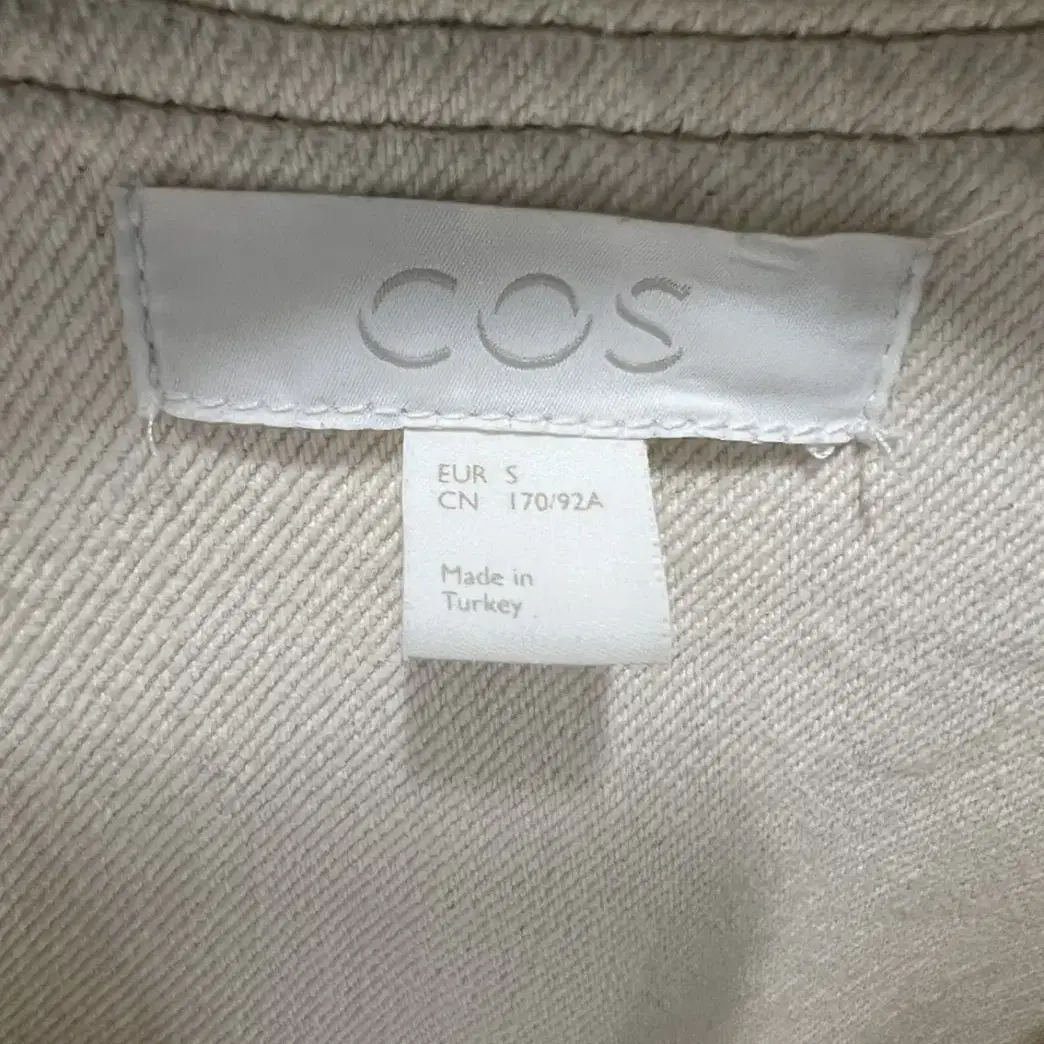 COS
EUR S
CN 170/92A
Made in
Turkey